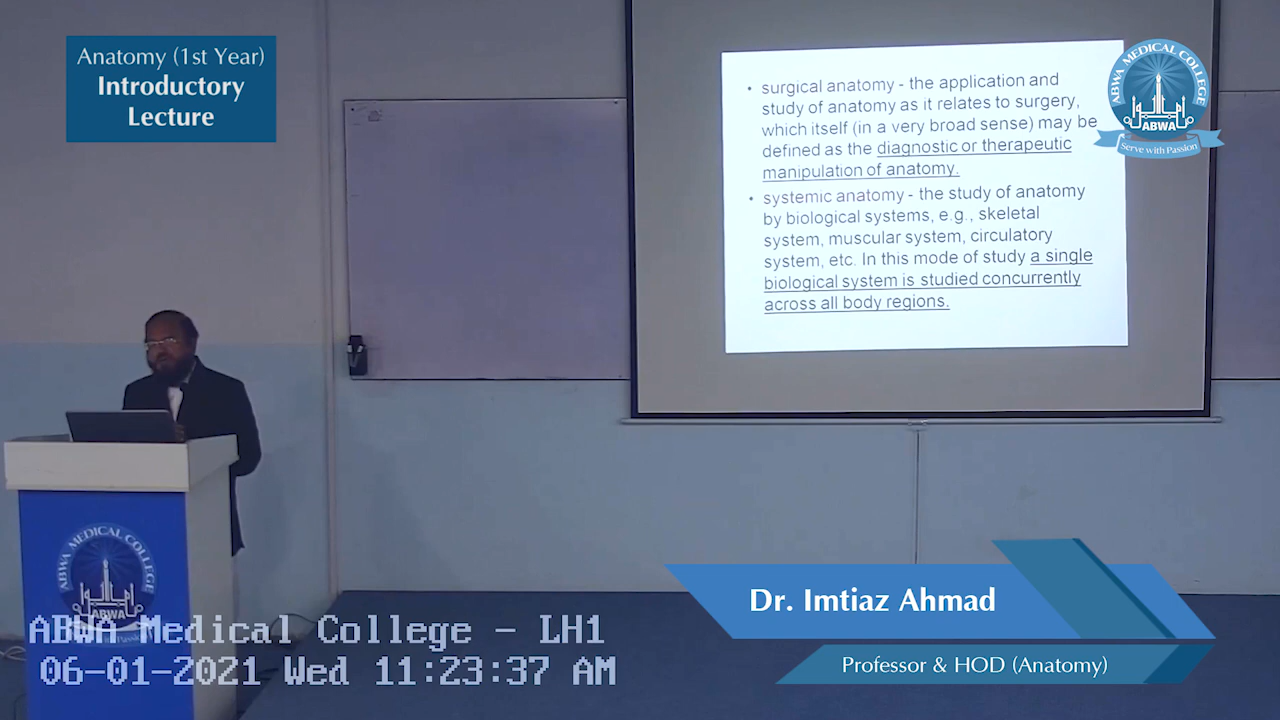 Anatomy (1st Year)
Introductory
Lecture
• surgical anatomy - the application and
study of anatomy as it relates to surgery,
which itself (in a very broad sense) may be
defined as the diagnostic or therapeutic
manipulation of anatomy.
• systemic anatomy - the study of anatomy
by biological systems, e.g., skeletal
system, muscular system, circulatory
system, etc. In this mode of study a single
biological system is studied concurrently
across all body regions.
ABWA MEDICAL COLLEGE
ABWA
Serve with Passion
ABWA MEDICAL COLLEGE
ABWA
Passion
ABWA Medical College - LH1
06-01-2021 Wed 11:23:37 AM
Dr. Imtiaz Ahmad
Professor & HOD (Anatomy)